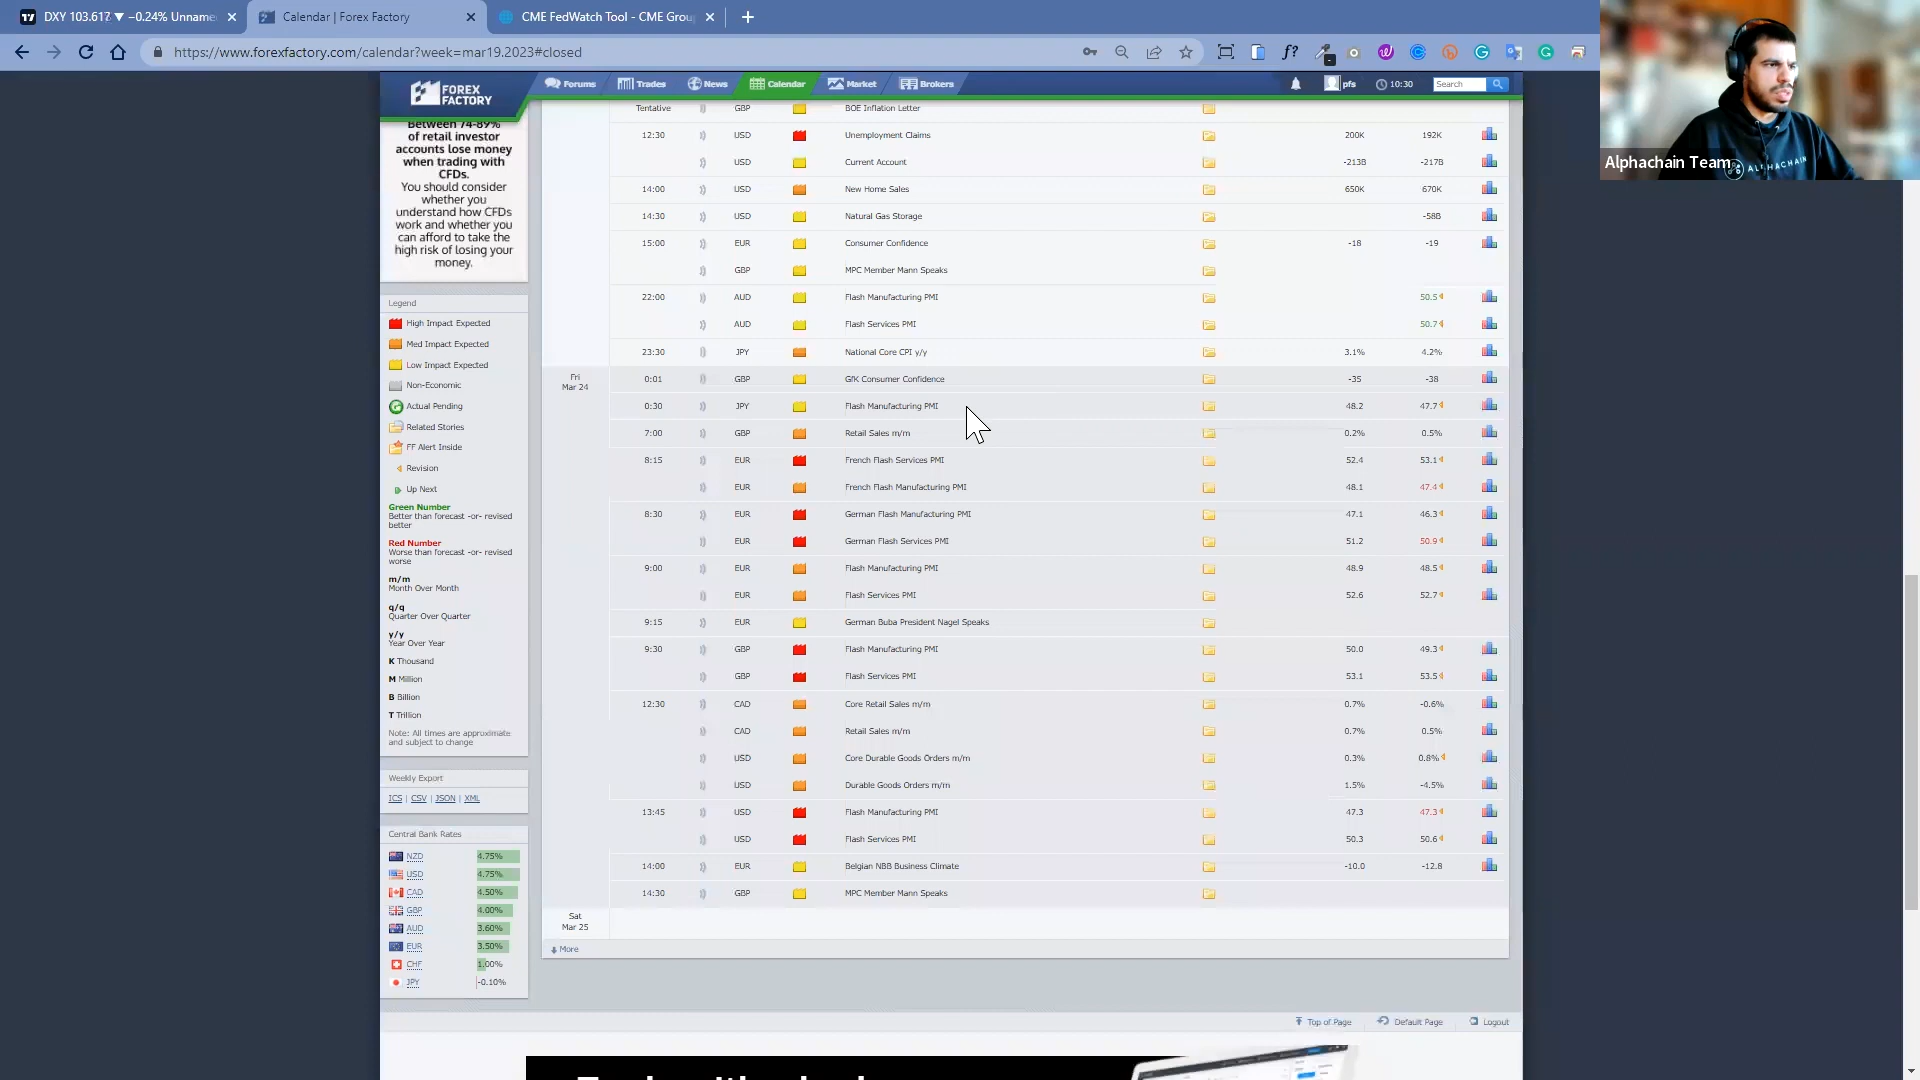 DXY 103.617 ▼ −0.24% Unname
Calendar | Forex Factory
CME FedWatch Tool - CME Grou
https://www.forexfactory.com/calendar?week=mar19.2023#closed
Alphachain Team
ALPHACHAIN
FOREX FACTORY
Forums Trades News Calendar Market Brokers
pfs 10:30 Search
Between 74-89%
of retail investor
accounts lose money
when trading with
CFDs.
You should consider
whether you
understand how CFDs
work and whether you
can afford to take the
high risk of losing your
money.
Legend
High Impact Expected
Med Impact Expected
Low Impact Expected
Non-Economic
Actual Pending
Related Stories
FF Alert Inside
Revision
Up Next
Green Number
Better than forecast -or- revised
better
Red Number
Worse than forecast -or- revised
worse
m/m
Month Over Month
q/q
Quarter Over Quarter
y/y
Year Over Year
K Thousand
M Million
B Billion
T Trillion
Note: All times are approximate
and subject to change
Weekly Export
ICS | CSV | JSON | XML
Central Bank Rates
NZD 4.75%
USD 4.75%
CAD 4.50%
GBP 4.00%
AUD 3.60%
EUR 3.50%
CHF 1.00%
JPY -0.10%
Tentative GBP BOE Inflation Letter
12:30 USD Unemployment Claims 200K 192K
USD Current Account -213B -217B
14:00 USD New Home Sales 650K 670K
14:30 USD Natural Gas Storage -58B
15:00 EUR Consumer Confidence -18 -19
GBP MPC Member Mann Speaks
22:00 AUD Flash Manufacturing PMI 50.5
AUD Flash Services PMI 50.7
23:30 JPY National Core CPI y/y 3.1% 4.2%
Fri
Mar 24
0:01 GBP GfK Consumer Confidence -35 -38
0:30 JPY Flash Manufacturing PMI 48.2 47.7
7:00 GBP Retail Sales m/m 0.2% 0.5%
8:15 EUR French Flash Services PMI 52.4 53.1
EUR French Flash Manufacturing PMI 48.1 47.4
8:30 EUR German Flash Manufacturing PMI 47.1 46.3
EUR German Flash Services PMI 51.2 50.9
9:00 EUR Flash Manufacturing PMI 48.9 48.5
EUR Flash Services PMI 52.6 52.7
9:15 EUR German Buba President Nagel Speaks
9:30 GBP Flash Manufacturing PMI 50.0 49.3
GBP Flash Services PMI 53.1 53.5
12:30 CAD Core Retail Sales m/m 0.7% -0.6%
CAD Retail Sales m/m 0.7% 0.5%
USD Core Durable Goods Orders m/m 0.3% 0.8%
USD Durable Goods Orders m/m 1.5% -4.5%
13:45 USD Flash Manufacturing PMI 47.3 47.3
USD Flash Services PMI 50.3 50.6
14:00 EUR Belgian NBB Business Climate -10.0 -12.8
14:30 GBP MPC Member Mann Speaks
Sat
Mar 25
More
Top of Page Default Page Logout